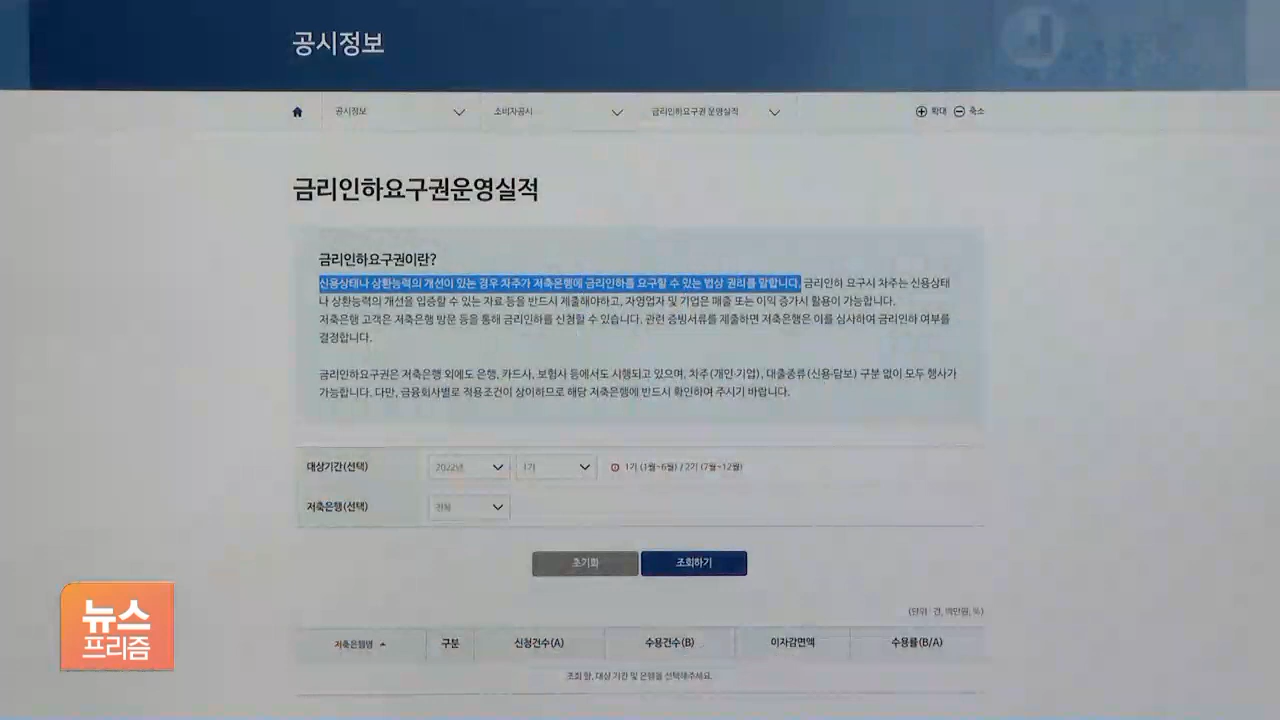 공시정보
공시정보 소비자공시 금리인하요구권 운영실적 확대 축소
금리인하요구권운영실적
금리인하요구권이란?
신용상태나 상환능력의 개선이 있는 경우 차주가 저축은행에 금리인하를 요구할 수 있는 법상 권리를 말합니다. 금리인하 요구시 차주는 신용상태
나 상환능력의 개선을 입증할 수 있는 자료 등을 반드시 제출해야하고, 자영업자 및 기업은 매출 또는 이익 증가시 활용이 가능합니다.
저축은행 고객은 저축은행 방문 등을 통해 금리인하를 신청할 수 있습니다. 관련 증빙서류를 제출하면 저축은행은 이를 심사하여 금리인하 여부를
결정합니다.
금리인하요구권은 저축은행 외에도 은행, 카드사, 보험사 등에서도 시행되고 있으며, 차주(개인·기업), 대출종류(신용·담보) 구분 없이 모두 행사가
가능합니다. 다만, 금융회사별로 적용조건이 상이하므로 해당 저축은행에 반드시 확인하여 주시기 바랍니다.
대상기간(선택) 2022년 1기 1기 (1월~6월) / 2기 (7월~12월)
저축은행(선택) 전체
초기화 조회하기
(단위 : 건, 백만원, %)
저축은행명 구분 신청건수(A) 수용건수(B) 이자감면액 수용률(B/A)
조회 할, 대상 기간 및 은행을 선택해주세요.
뉴스
프리즘